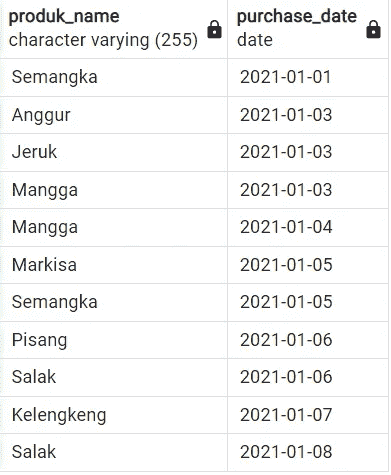 produk_name purchase_date
character varying (255) date
Semangka 2021-01-01
Anggur 2021-01-03
Jeruk 2021-01-03
Mangga 2021-01-03
Mangga 2021-01-04
Markisa 2021-01-05
Semangka 2021-01-05
Pisang 2021-01-06
Salak 2021-01-06
Kelengkeng 2021-01-07
Salak 2021-01-08